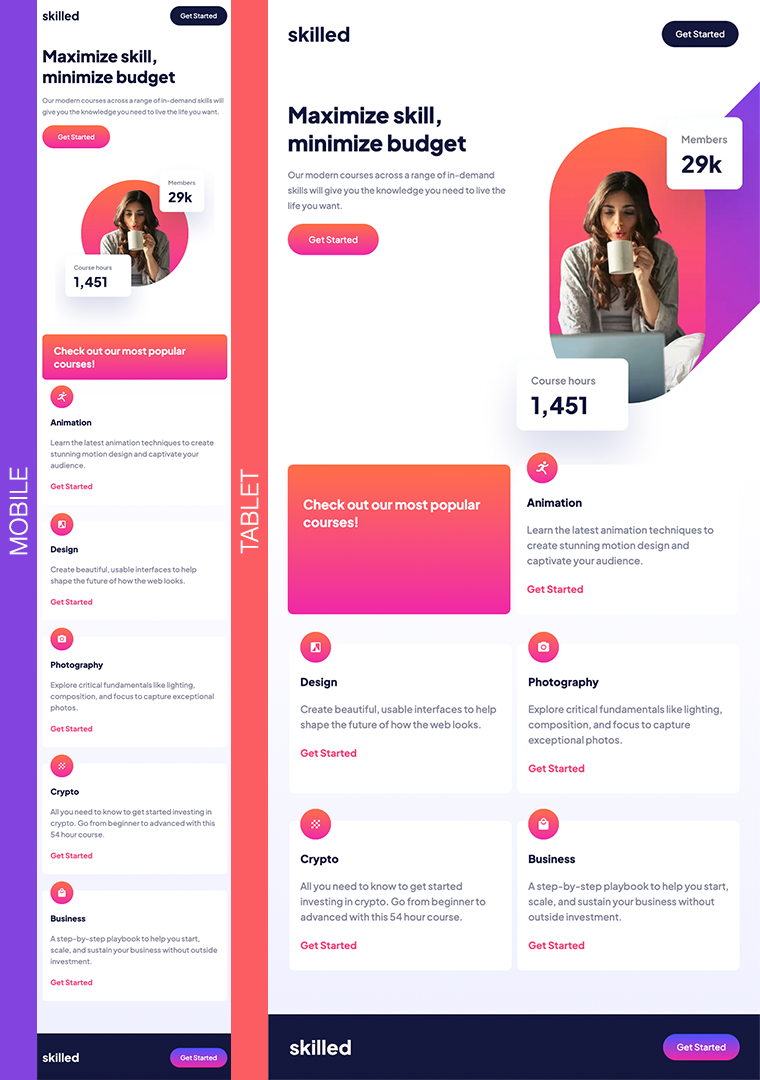 MOBILE
skilled
Get Started
Maximize skill,
minimize budget
Our modern courses across a range of in-demand skills will
give you the knowledge you need to live the life you want.
Get Started
Members
29k
Course hours
1,451
Check out our most popular
courses!
Animation
Learn the latest animation techniques to create
stunning motion design and captivate your
audience.
Get Started
Design
Create beautiful, usable interfaces to help
shape the future of how the web looks.
Get Started
Photography
Explore critical fundamentals like lighting,
composition, and focus to capture exceptional
photos.
Get Started
Crypto
All you need to know to get started investing in
crypto. Go from beginner to advanced with this
54 hour course.
Get Started
Business
A step-by-step playbook to help you start,
scale, and sustain your business without outside
investment.
Get Started
skilled
Get Started
TABLET
skilled
Get Started
Maximize skill,
minimize budget
Our modern courses across a range of in-demand
skills will give you the knowledge you need to live the
life you want.
Get Started
Members
29k
Course hours
1,451
Check out our most popular
courses!
Animation
Learn the latest animation techniques to
create stunning motion design and
captivate your audience.
Get Started
Design
Create beautiful, usable interfaces to help
shape the future of how the web looks.
Get Started
Photography
Explore critical fundamentals like lighting,
composition, and focus to capture
exceptional photos.
Get Started
Crypto
All you need to know to get started
investing in crypto. Go from beginner to
advanced with this 54 hour course.
Get Started
Business
A step-by-step playbook to help you start,
scale, and sustain your business without
outside investment.
Get Started
skilled
Get Started